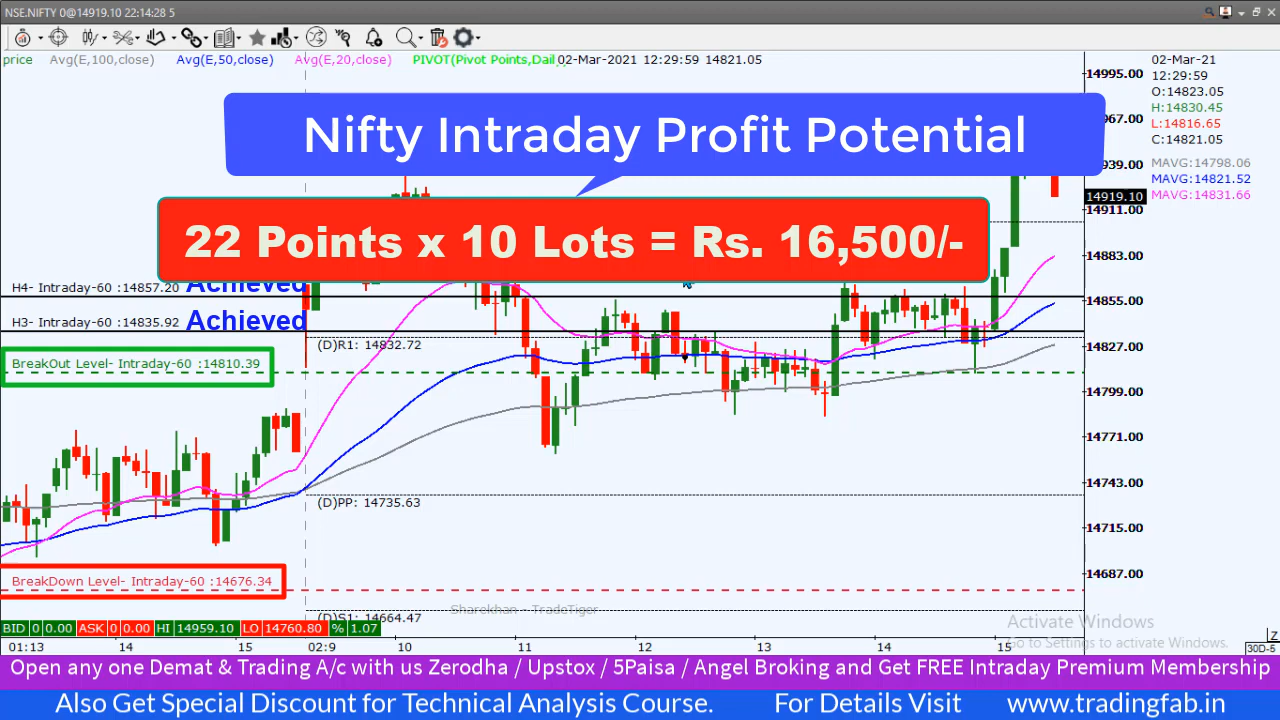 NSE.NIFTY 0@14919.10 22:14:28 5
price Avg(E,100,close) Avg(E,50,close) Avg(E,20,close) PIVOT(Pivot Points,Dail 02-Mar-2021 12:29:59 14821.05
02-Mar-21
12:29:59
O:14823.05
H:14830.45
L:14816.65
C:14821.05
MAVG:14798.06
MAVG:14821.52
MAVG:14831.66
Nifty Intraday Profit Potential
22 Points x 10 Lots = Rs. 16,500/-
H4- Intraday-60 :14857.20 Achieved
H3- Intraday-60 :14835.92 Achieved
(D)R1: 14832.72
BreakOut Level- Intraday-60 :14810.39
(D)PP: 14735.63
BreakDown Level- Intraday-60 :14676.34
(D)S1: 14664.47
Sharekhan - TradeTiger
14995.00
14967.00
14939.00
14919.10
14911.00
14883.00
14855.00
14827.00
14799.00
14771.00
14743.00
14715.00
14687.00
BID 0 0.00 ASK 0 0.00 HI 14959.10 LO 14760.80 % 1.07
Activate Windows
Go to Settings to activate Windows.
01:13 14 15 02:9 10 11 12 13 14 15
Z
30D-5
Open any one Demat & Trading A/c with us Zerodha / Upstox / 5Paisa / Angel Broking and Get FREE Intraday Premium Membership
Also Get Special Discount for Technical Analysis Course. For Details Visit www.tradingfab.in